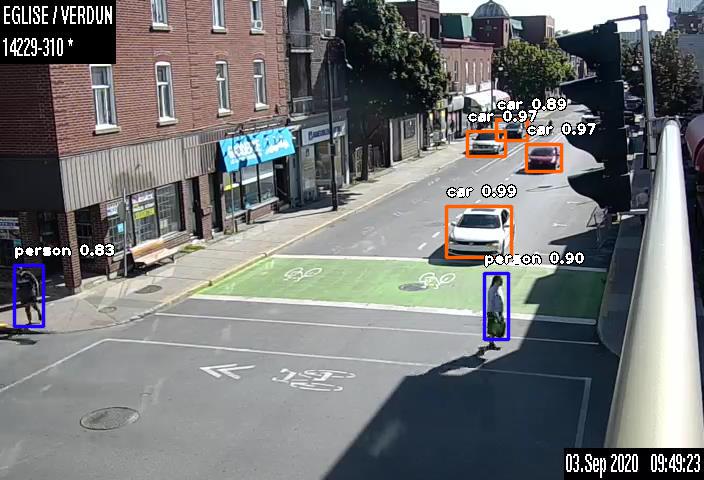 EGLISE / VERDUN
14229-310 *
car 0.89
car 0.97
car 0.97
car 0.99
person 0.83
person 0.90
03.Sep 2020 09:49:23